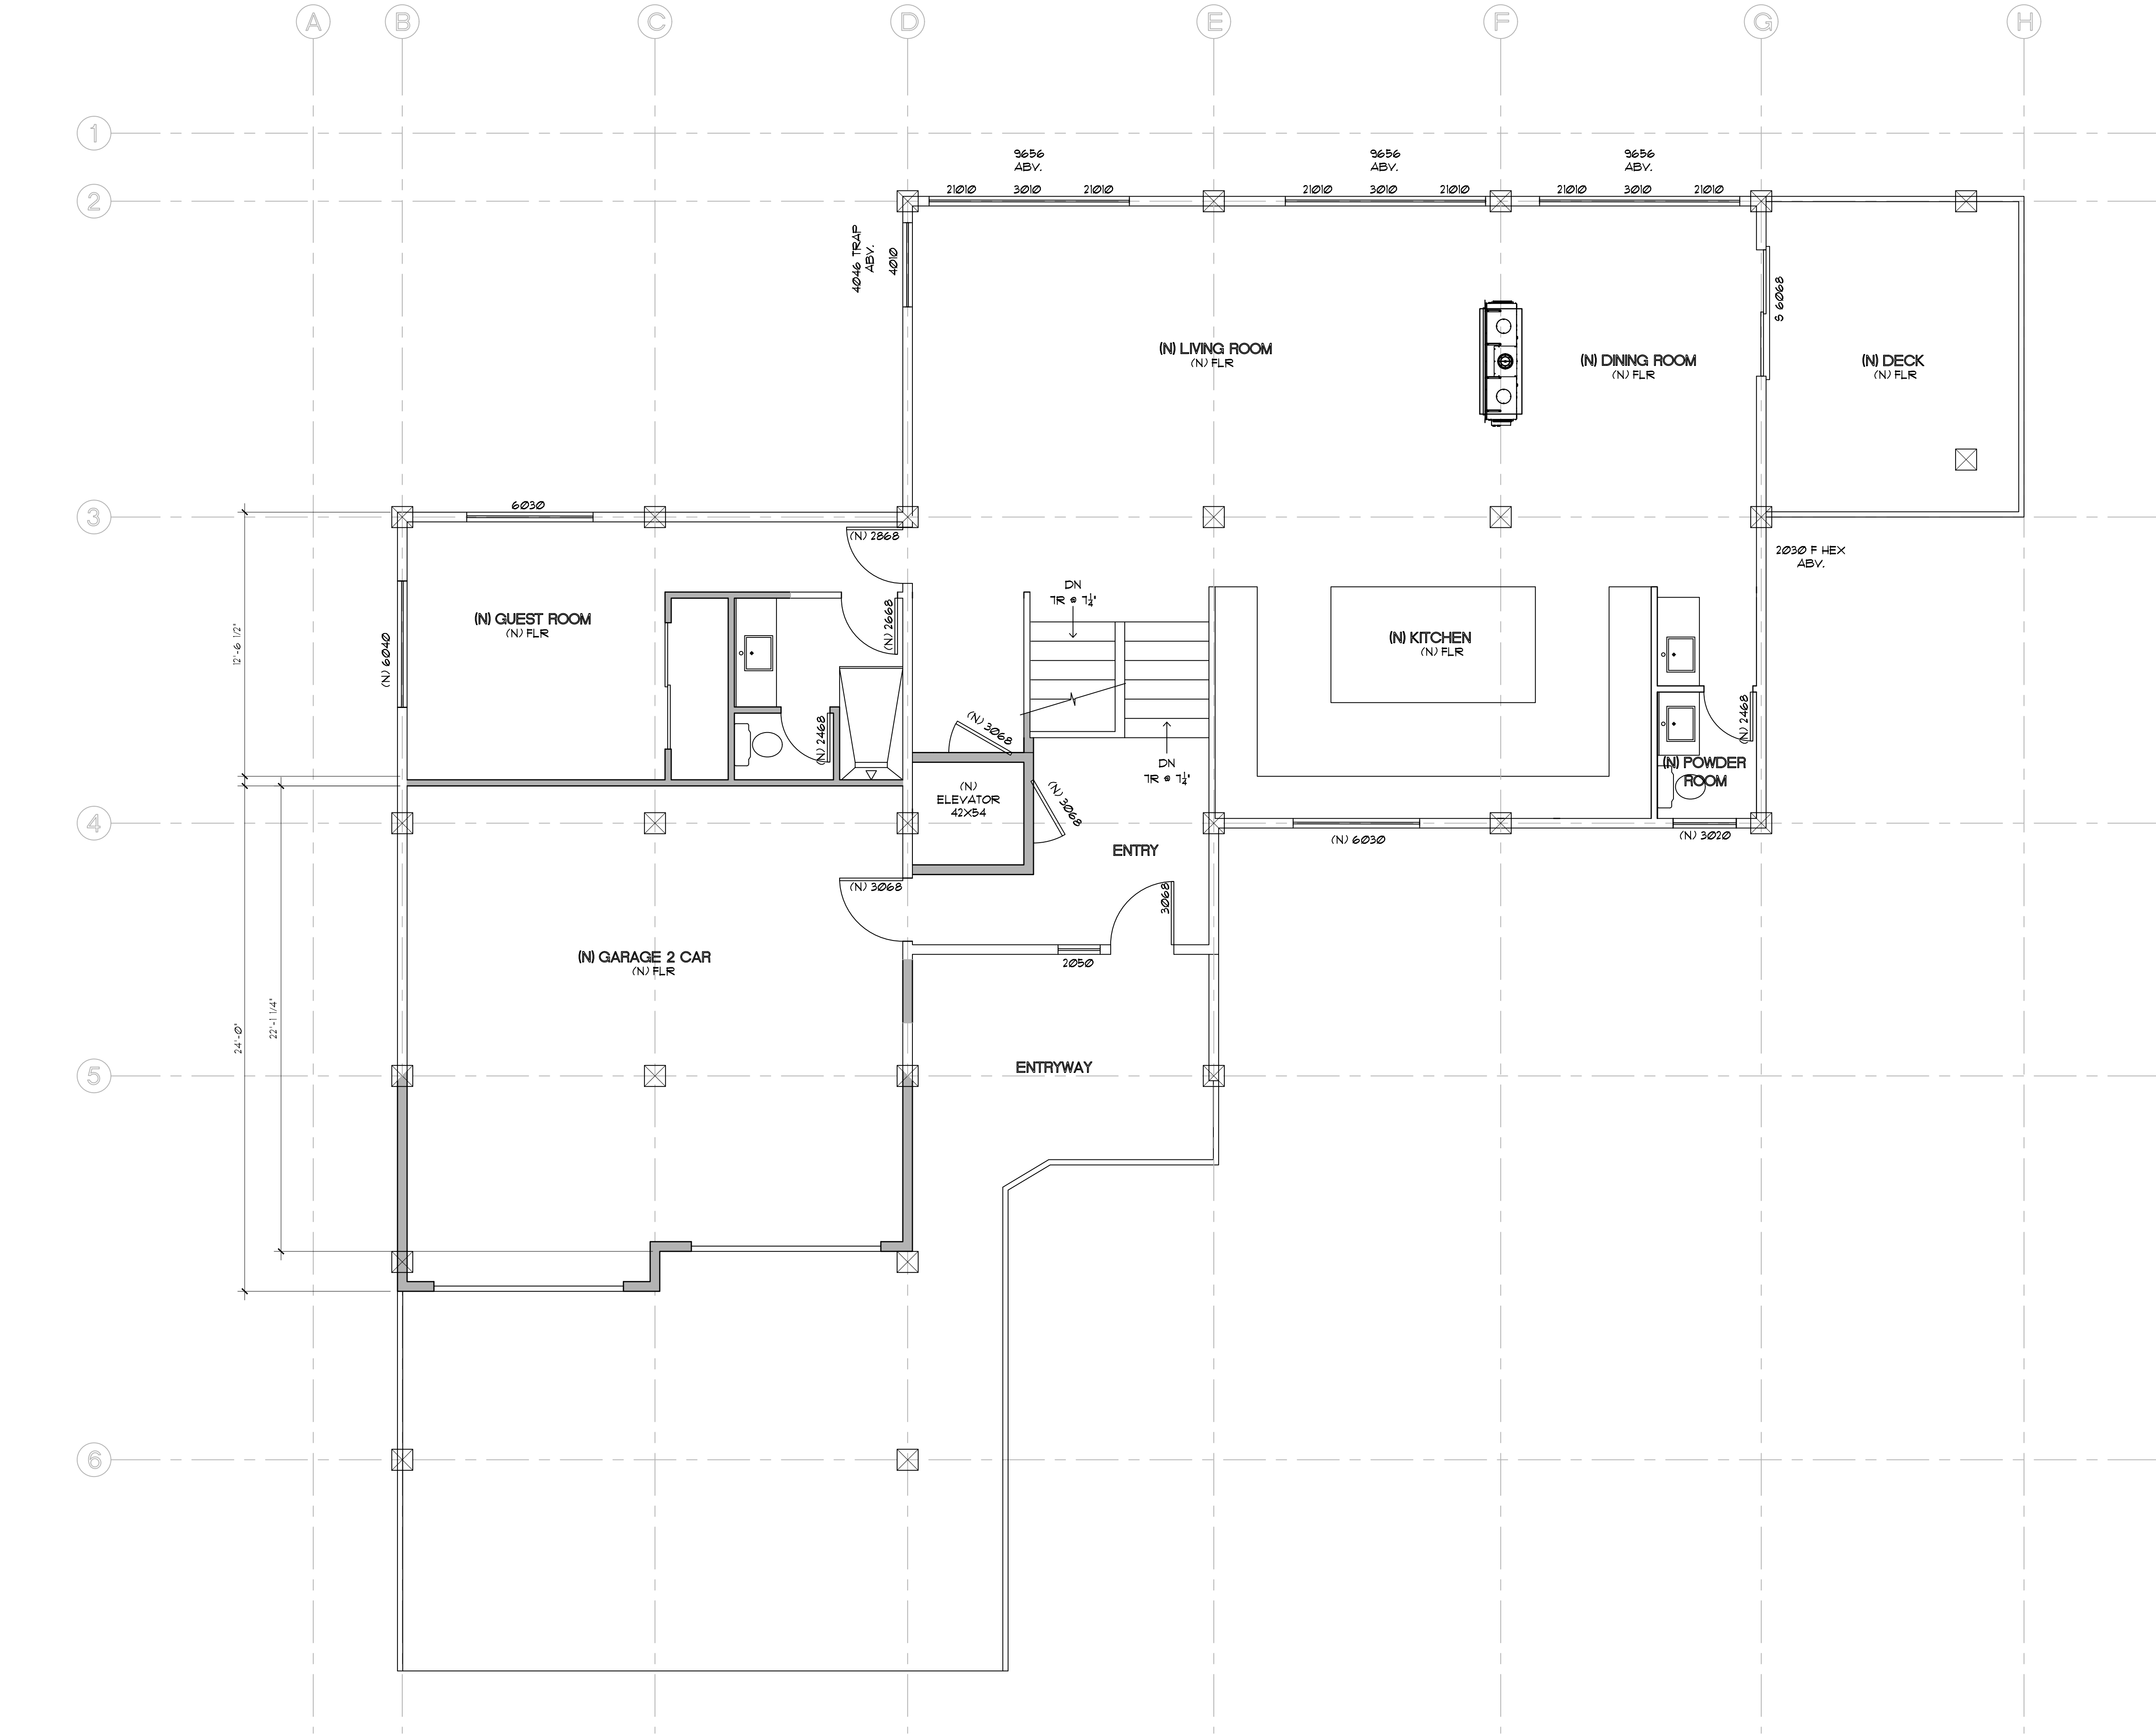 A B C D E F G H
1
9656 9656 9656
ABV. ABV. ABV.
2
21010 3010 21010 21010 3010 21010 21010 3010 21010
4046 TRAP
ABV.
4010
S 6068
(N) LIVING ROOM
(N) FLR
(N) DINING ROOM
(N) FLR
(N) DECK
(N) FLR
3
6030
(N) 2868
2030 F HEX
ABV.
DN
7R @ 7 1/4"
12'-6 1/2"
(N) 6040
(N) GUEST ROOM
(N) FLR
(N) 2668
(N) KITCHEN
(N) FLR
(N) 2468
(N) 3068
(N) 2468
DN
7R @ 7 1/4"
(N) POWDER
ROOM
(N)
ELEVATOR
42X54
(N) 3068
4
(N) 6030
(N) 3020
ENTRY
(N) 3068
3068
(N) GARAGE 2 CAR
(N) FLR
2050
24'-0"
22'-1 1/4"
ENTRYWAY
5
6